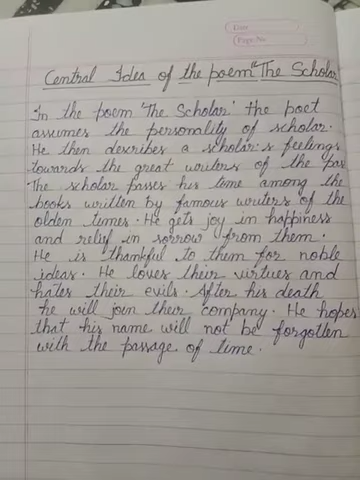 Date
Page No
Central Idea of the poem "The Scholar
In the poem 'The Scholar' the poet
assumes the personality of scholar.
He then describes a scholar's feelings
towards the great writers of the pas
The scholar passes his time among the
books written by famous writers of the
olden times. He gets joy in happiness
and relief in sorrow from them.
He is thankful to them for noble
ideas. He loves their virtues and
hates their evils. After his death
he will join their company. He hopes
that his name will not be forgotten
with the passage of time.